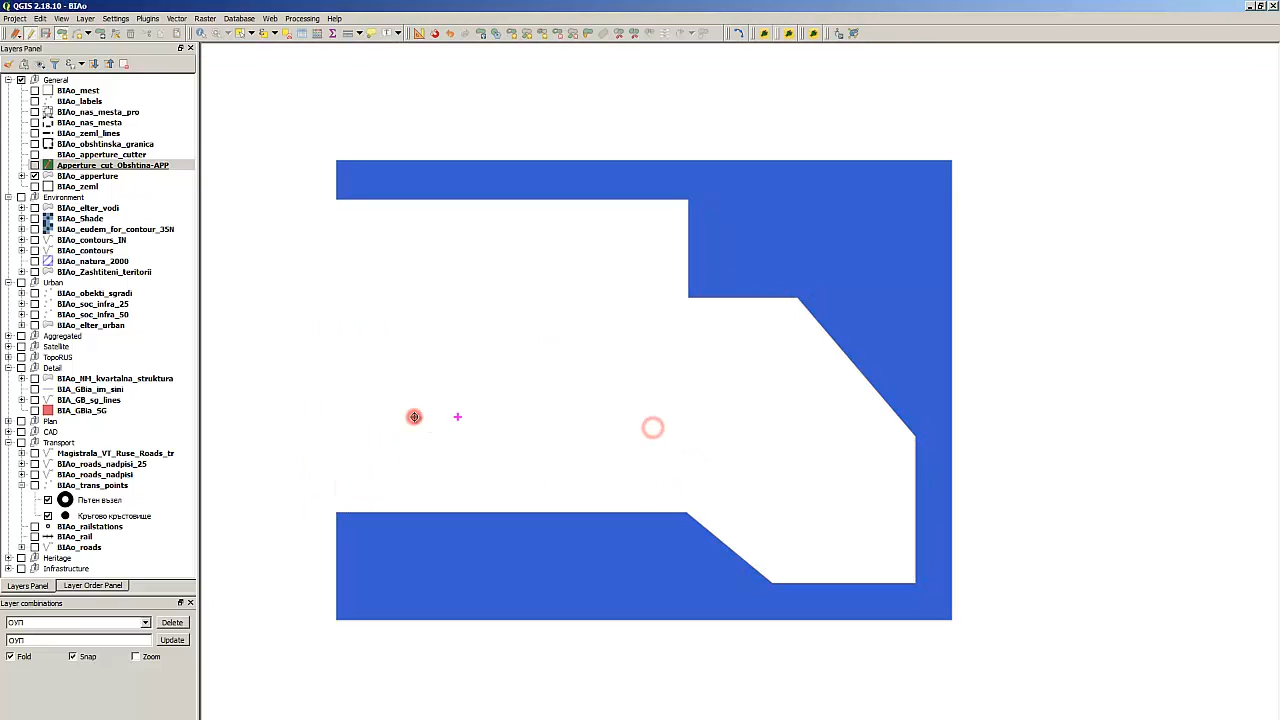 QGIS 2.18.10 - BIAo
Project Edit View Layer Settings Plugins Vector Raster Database Web Processing Help
Layers Panel
General
BIAo_mest
BIAo_labels
BIAo_nas_mesta_pro
BIAo_nas_mesta
BIAo_zeml_lines
BIAo_obshtinska_granica
BIAo_apperture_cutter
Apperture_cut_Obshtina-APP
BIAo_apperture
BIAo_zeml
Environment
BIAo_elter_vodi
BIAo_Shade
BIAo_eudem_for_contour_35N
BIAo_contours_IN
BIAo_contours
BIAo_natura_2000
BIAo_Zashtiteni_teritorii
Urban
BIAo_obekti_sgradi
BIAo_soc_infra_25
BIAo_soc_infra_50
BIAo_elter_urban
Aggregated
Satellite
TopoRUS
Detail
BIAo_NM_kvartalna_struktura
BIA_GBia_im_sini
BIA_GB_sg_lines
BIA_GBia_SG
Plan
CAD
Transport
Magistrala_VT_Ruse_Roads_tr
BIAo_roads_nadpisi_25
BIAo_roads_nadpisi
BIAo_trans_points
Пътен възел
Кръгово кръстовище
BIAo_railstations
BIAo_rail
BIAo_roads
Heritage
Infrastructure
Layers Panel Layer Order Panel
Layer combinations
ОУП Delete
ОУП Update
Fold Snap Zoom